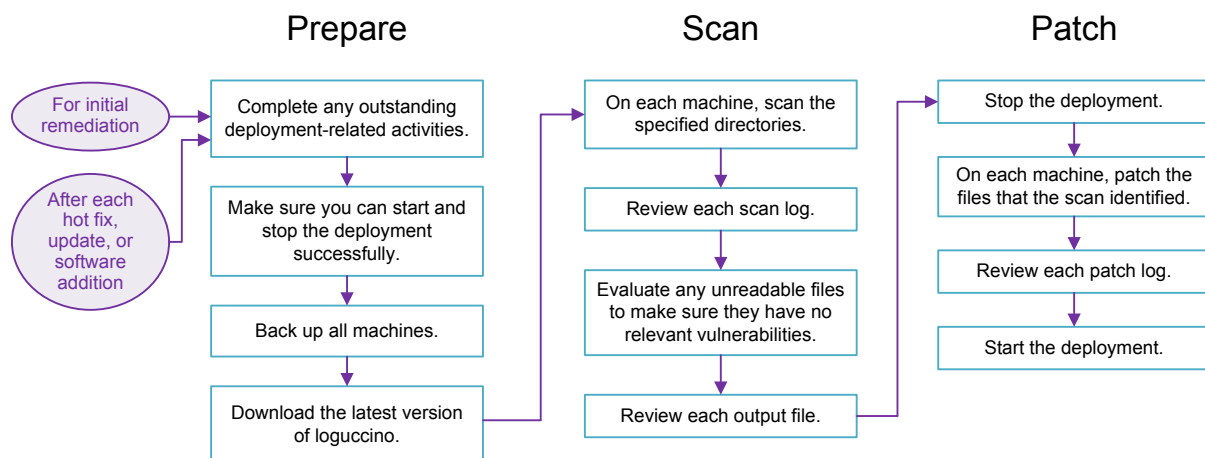 Prepare
Scan
Patch
For initial
remediation
After each
hot fix,
update, or
software
addition
Complete any outstanding
deployment-related activities.
Make sure you can start and
stop the deployment
successfully.
Back up all machines.
Download the latest version
of loguccino.
On each machine, scan the
specified directories.
Review each scan log.
Evaluate any unreadable files
to make sure they have no
relevant vulnerabilities.
Review each output file.
Stop the deployment.
On each machine, patch the
files that the scan identified.
Review each patch log.
Start the deployment.